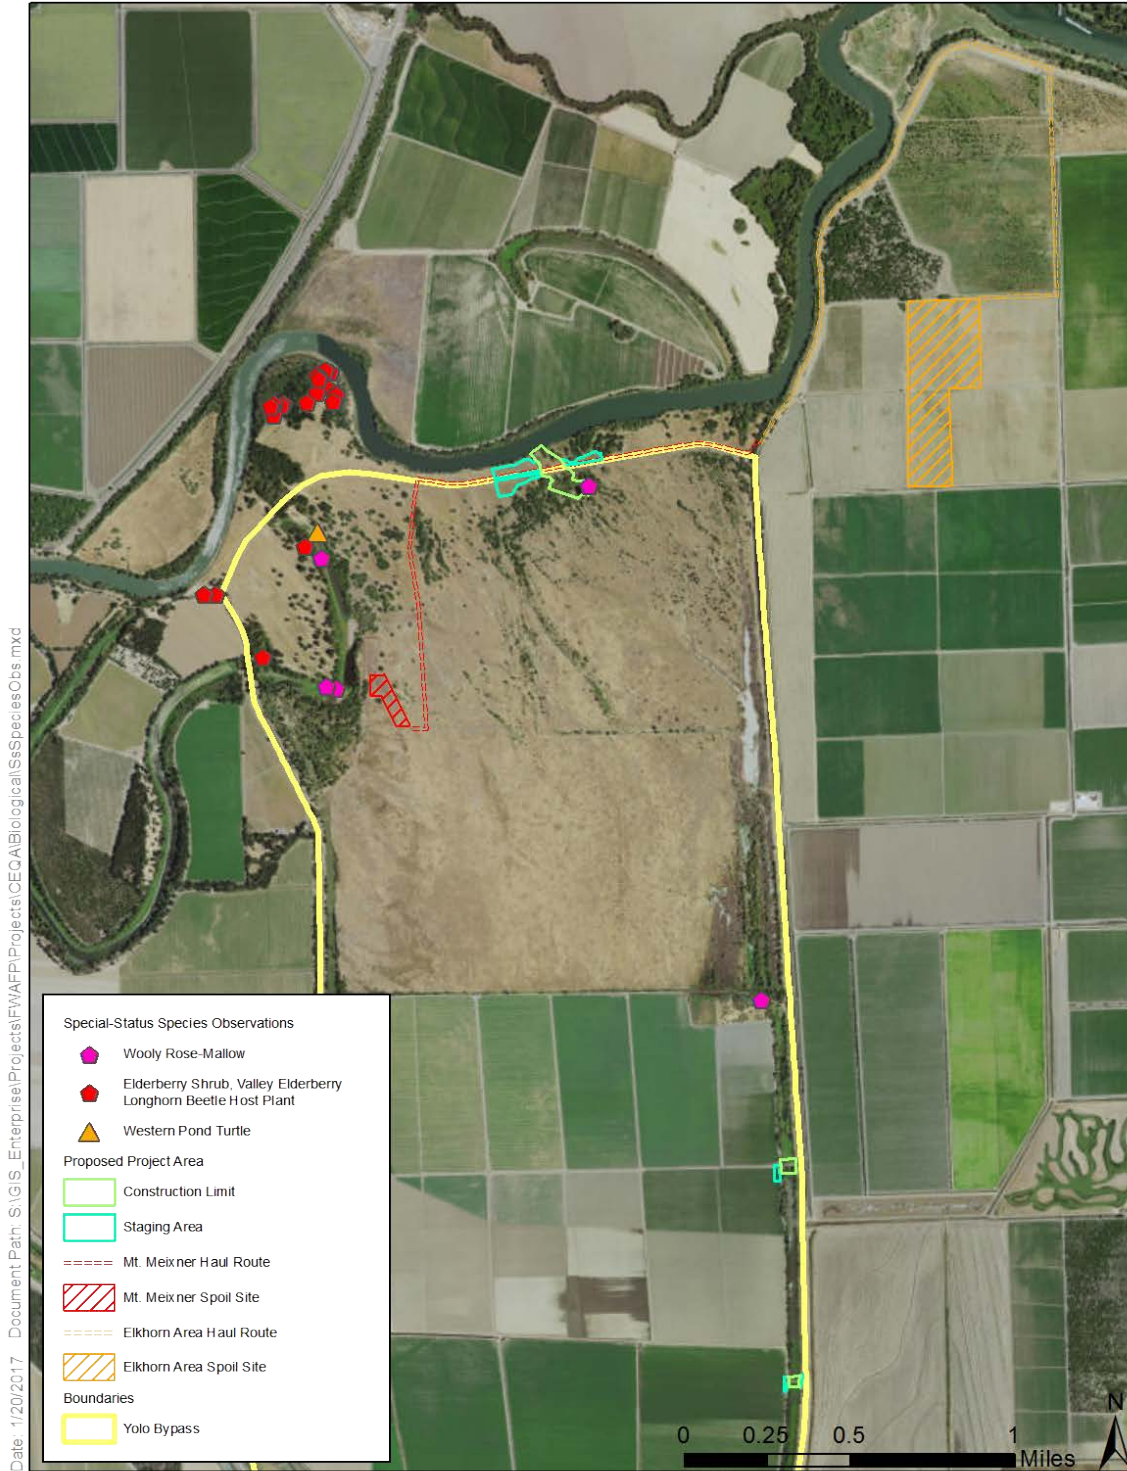 Special-Status Species Observations
Wooly Rose-Mallow
Elderberry Shrub, Valley Elderberry
Longhorn Beetle Host Plant
Western Pond Turtle
Proposed Project Area
Construction Limit
Staging Area
Mt. Meixner Haul Route
Mt. Meixner Spoil Site
Elkhorn Area Haul Route
Elkhorn Area Spoil Site
Boundaries
Yolo Bypass
0 0.25 0.5 1
Miles
N
Date: 1/20/2017 Document Path: S:\GIS_Enterprise\Projects\FWAFP\Projects\CEQA\Biological\SsSpeciesObs.mxd